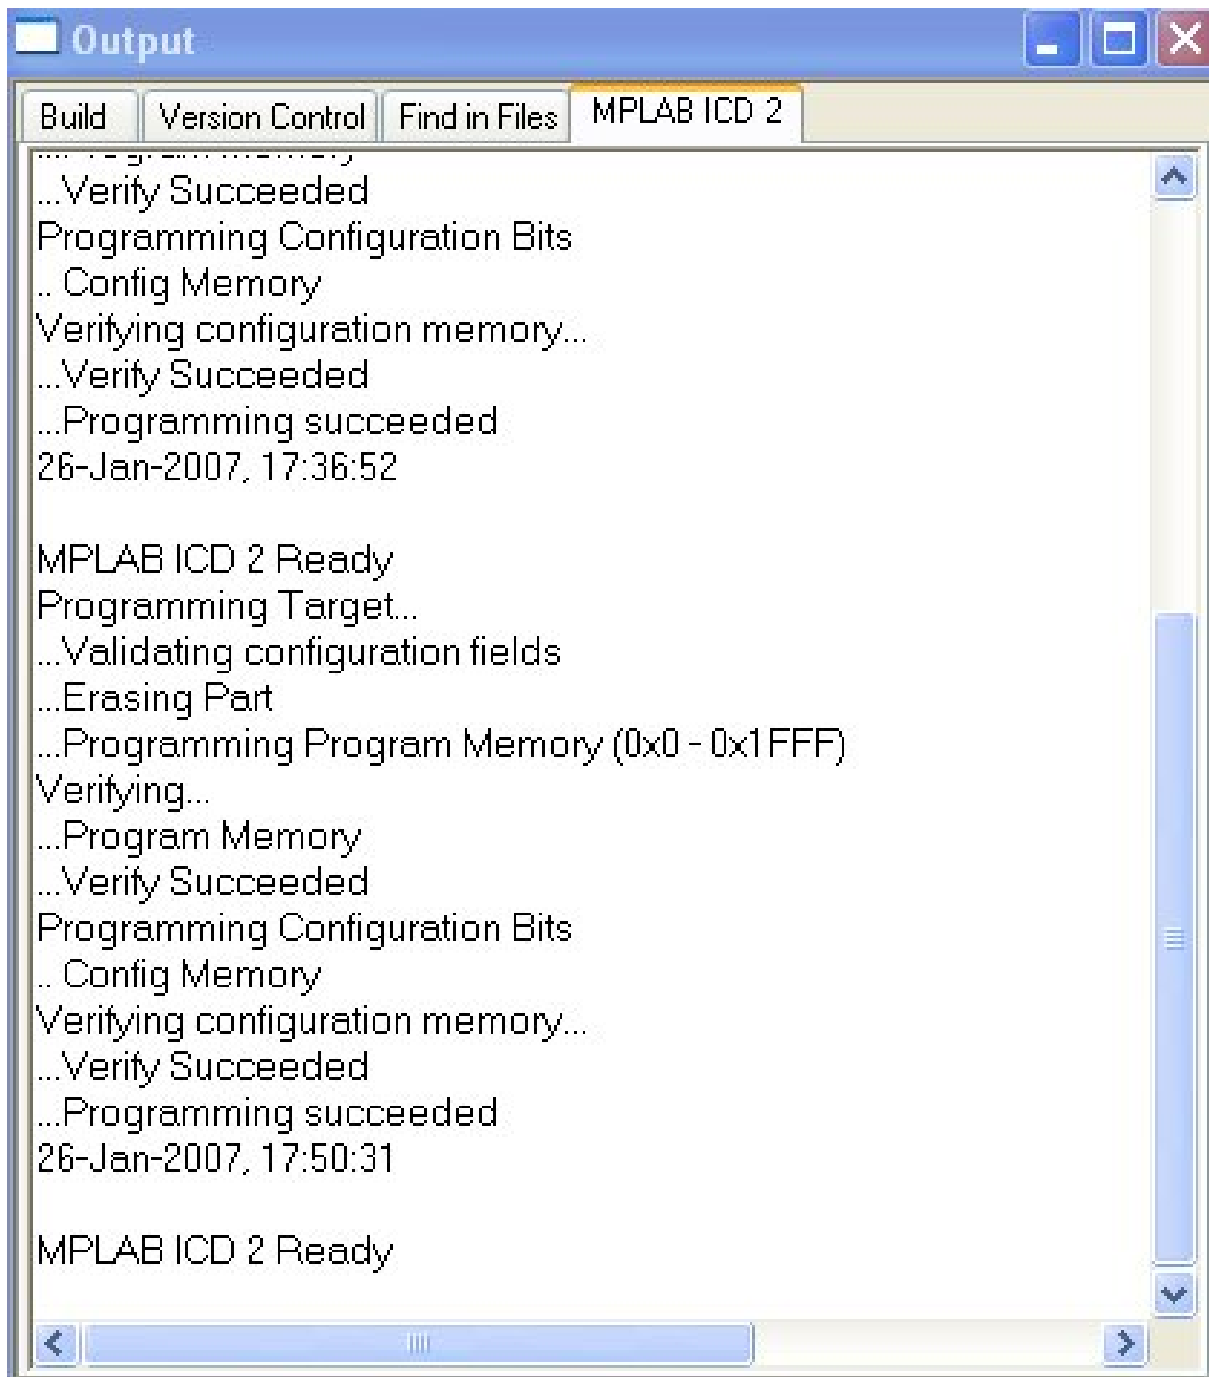 Output
Build Version Control Find in Files MPLAB ICD 2
...Program Memory
...Verify Succeeded
Programming Configuration Bits
.. Config Memory
Verifying configuration memory...
...Verify Succeeded
...Programming succeeded
26-Jan-2007, 17:36:52
MPLAB ICD 2 Ready
Programming Target...
...Validating configuration fields
...Erasing Part
...Programming Program Memory (0x0 - 0x1FFF)
Verifying...
...Program Memory
...Verify Succeeded
Programming Configuration Bits
.. Config Memory
Verifying configuration memory...
...Verify Succeeded
...Programming succeeded
26-Jan-2007, 17:50:31
MPLAB ICD 2 Ready